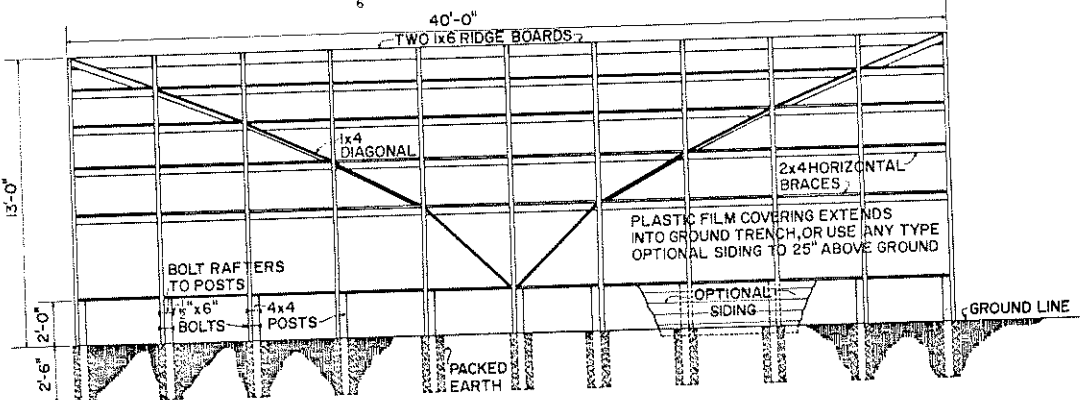 6
40'-0"
TWO 1x6 RIDGE BOARDS
1x4
DIAGONAL
2x4 HORIZONTAL
BRACES
13'-0"
PLASTIC FILM COVERING EXTENDS
INTO GROUND TRENCH, OR USE ANY TYPE
OPTIONAL SIDING TO 25" ABOVE GROUND
BOLT RAFTERS
TO POSTS
"x6"
BOLTS
4x4
POSTS
OPTIONAL
SIDING
GROUND LINE
2'-0"
2'-6"
PACKED
EARTH